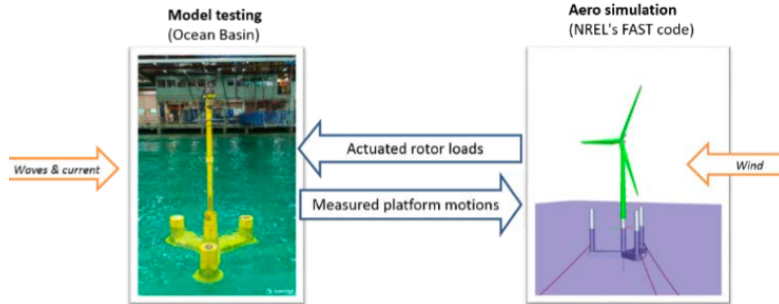 Model testing
(Ocean Basin)
Aero simulation
(NREL's FAST code)
Waves & current
Actuated rotor loads
Measured platform motions
Wind